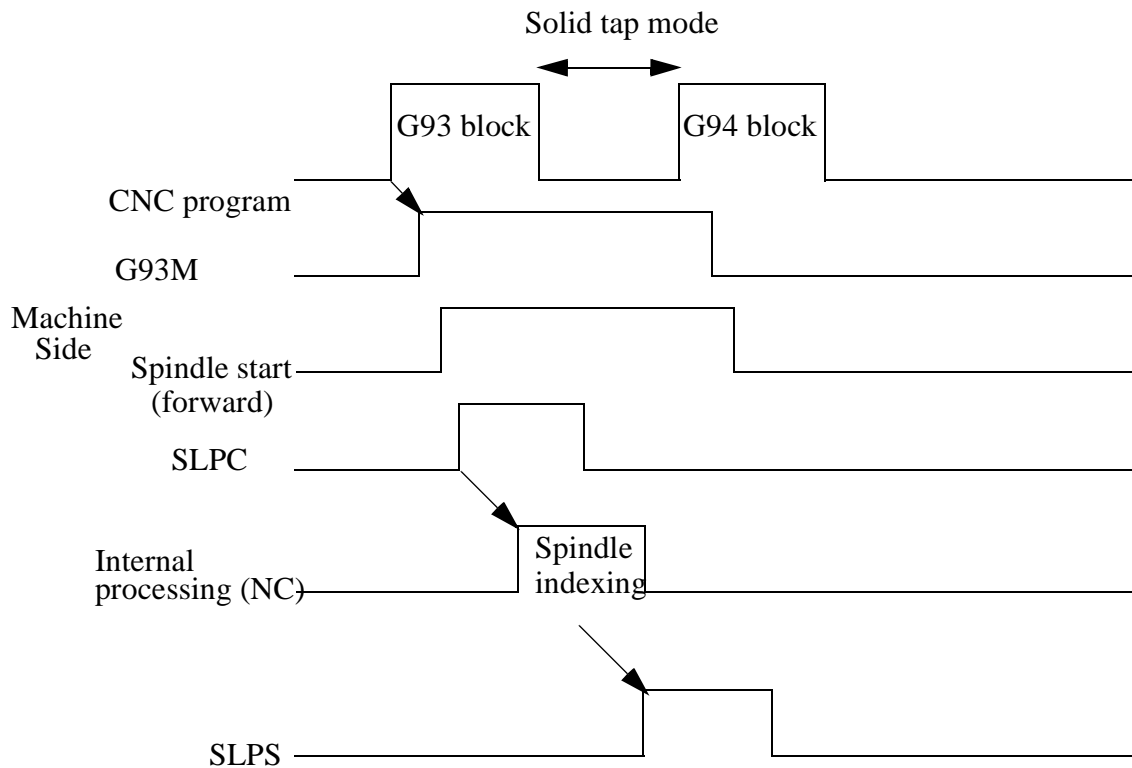 Solid tap mode
G93 block
G94 block
CNC program
G93M
Machine
Side
Spindle start
(forward)
SLPC
Spindle
indexing
Internal
processing (NC)
SLPS